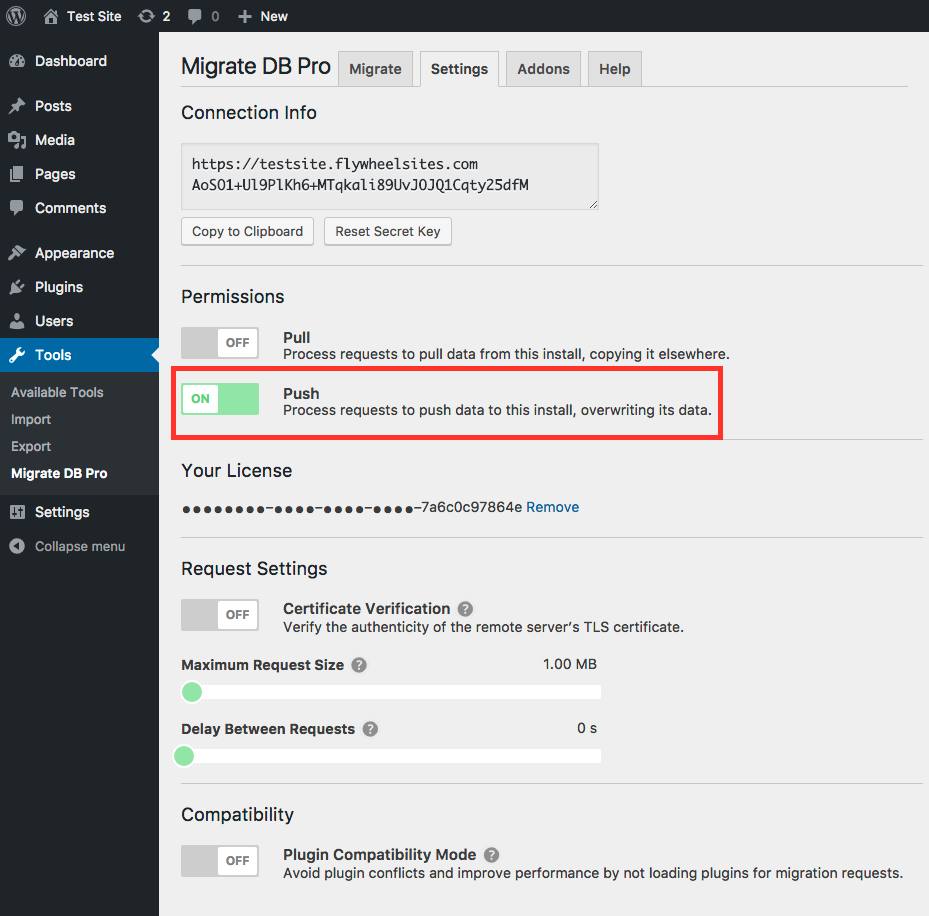 Test Site 2 0 New
Dashboard
Posts
Media
Pages
Comments
Appearance
Plugins
Users
Tools
Available Tools
Import
Export
Migrate DB Pro
Settings
Collapse menu
Migrate DB Pro Migrate Settings Addons Help
Connection Info
https://testsite.flywheelsites.com
AoSO1+Ul9PlKh6+MTqkali89UvJOJQ1Cqty25dfM
Copy to Clipboard Reset Secret Key
Permissions
OFF Pull
Process requests to pull data from this install, copying it elsewhere.
ON Push
Process requests to push data to this install, overwriting its data.
Your License
●●●●●●●●-●●●●-●●●●-●●●●-7a6c0c97864e Remove
Request Settings
OFF Certificate Verification ?
Verify the authenticity of the remote server’s TLS certificate.
Maximum Request Size ? 1.00 MB
Delay Between Requests ? 0 s
Compatibility
OFF Plugin Compatibility Mode ?
Avoid plugin conflicts and improve performance by not loading plugins for migration requests.